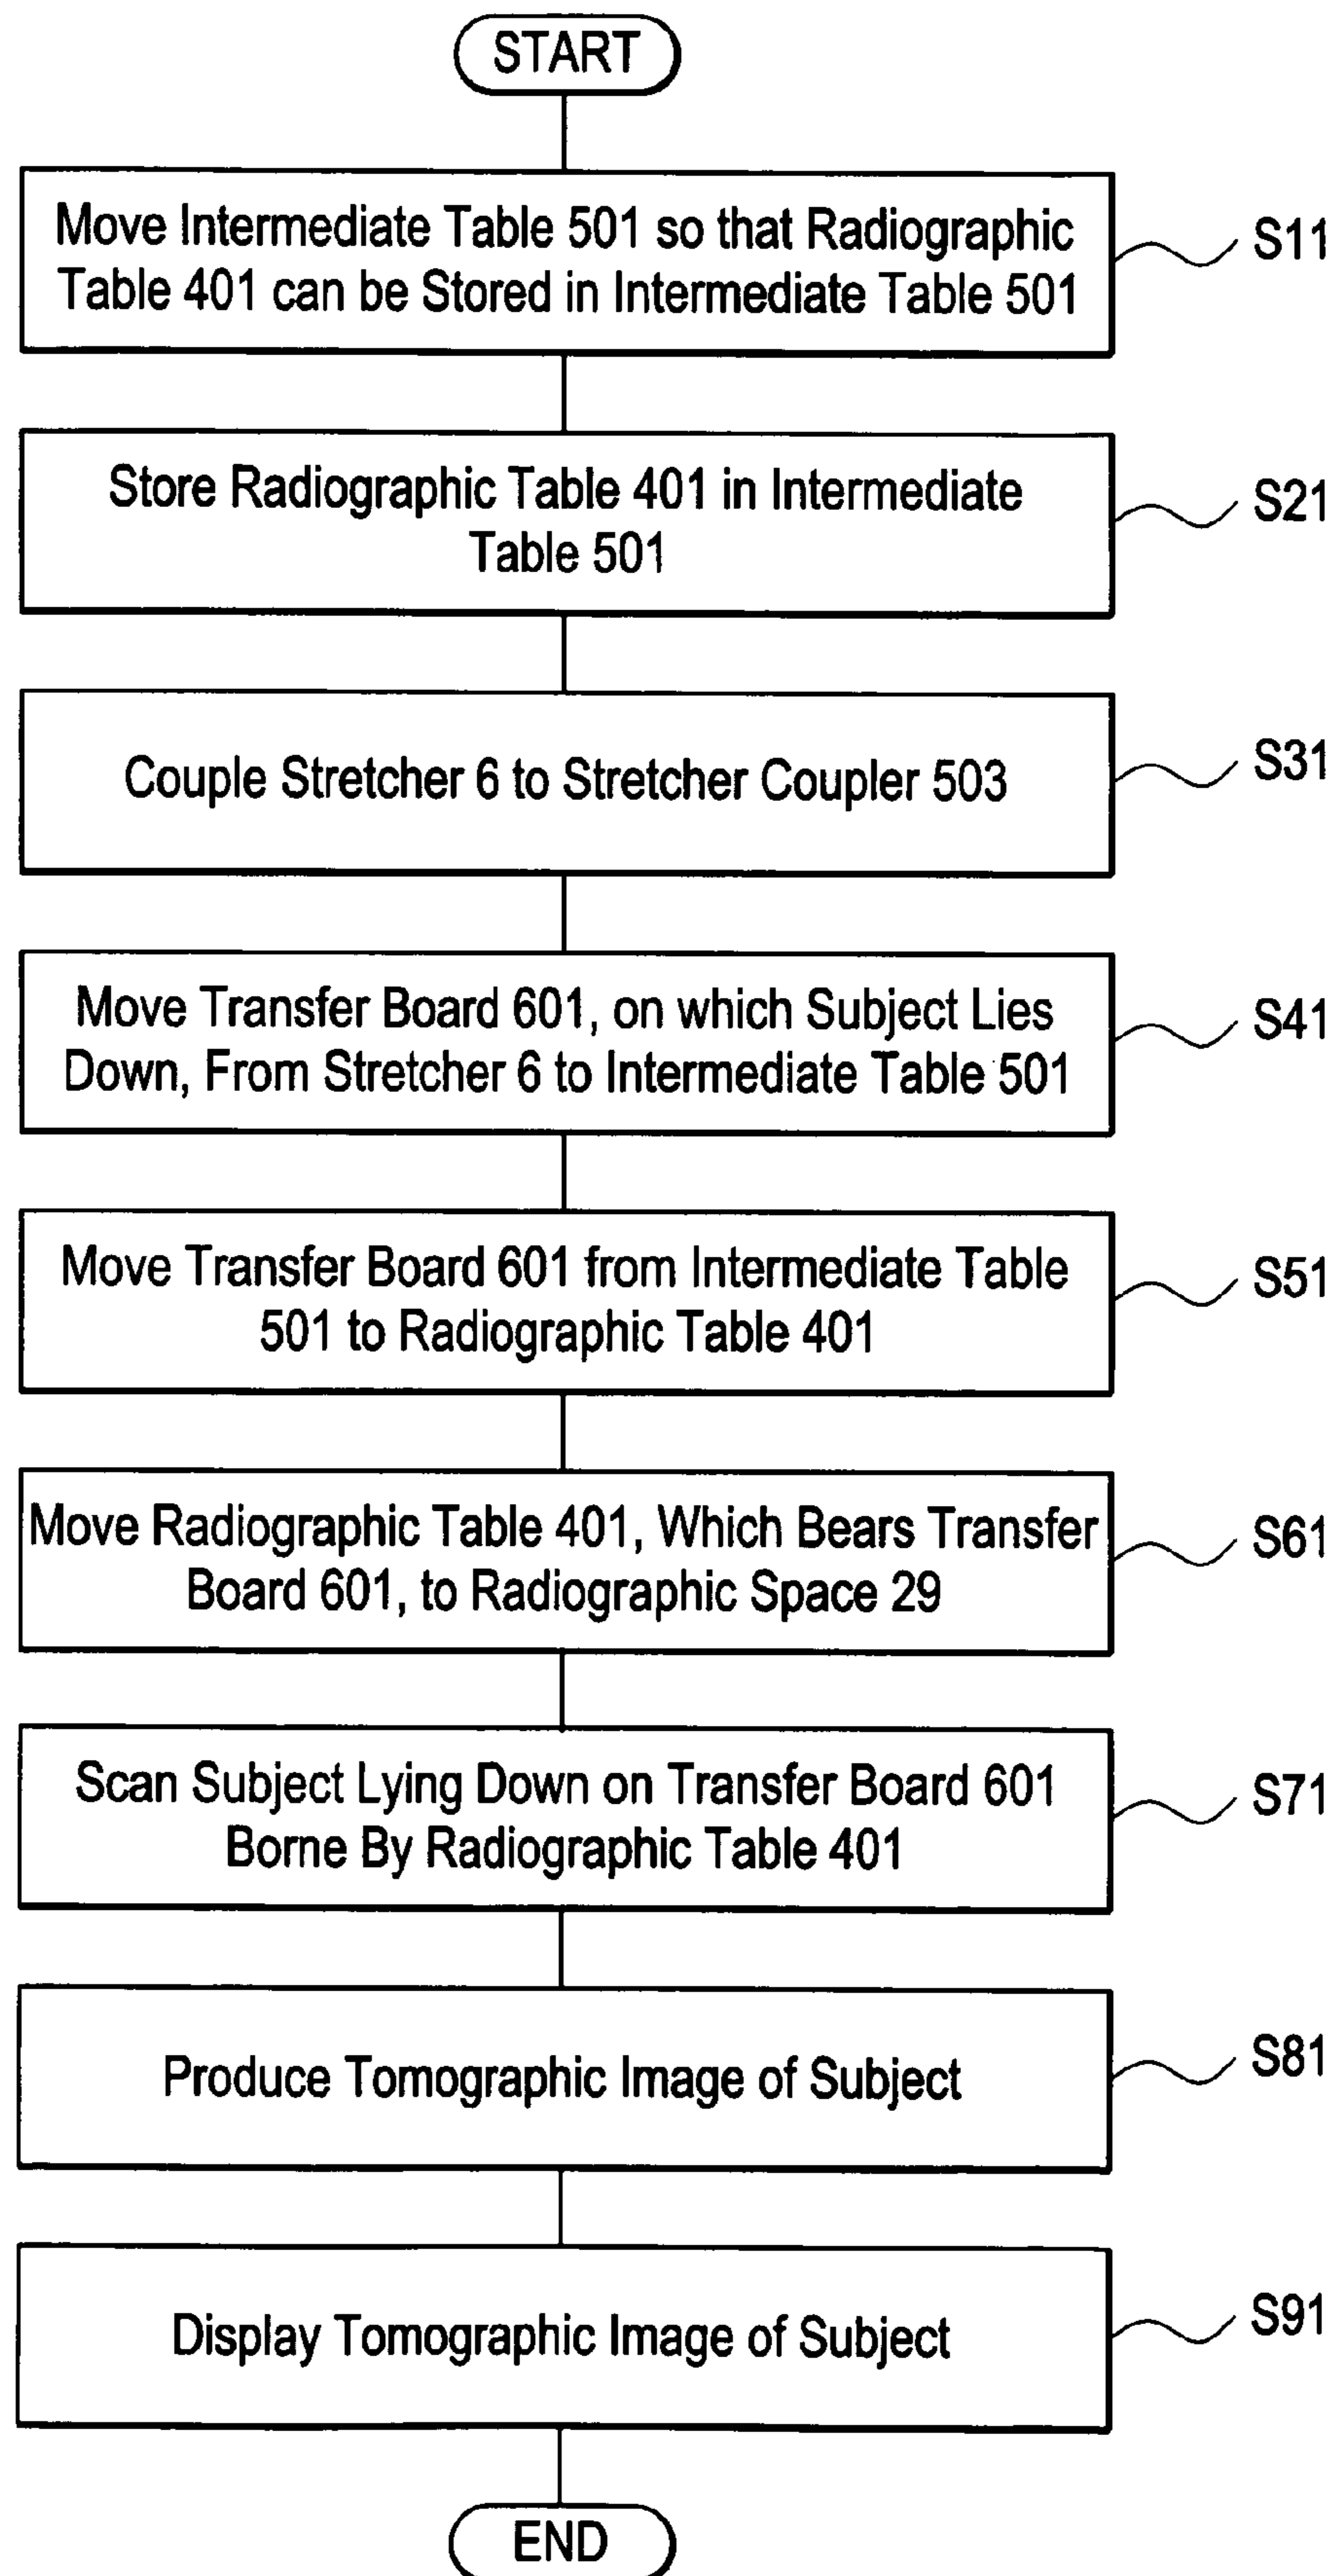 START
Move Intermediate Table 501 so that Radiographic
Table 401 can be Stored in Intermediate Table 501
S11
Store Radiographic Table 401 in Intermediate
Table 501
S21
Couple Stretcher 6 to Stretcher Coupler 503
S31
Move Transfer Board 601, on which Subject Lies
Down, From Stretcher 6 to Intermediate Table 501
S41
Move Transfer Board 601 from Intermediate Table
501 to Radiographic Table 401
S51
Move Radiographic Table 401, Which Bears Transfer
Board 601, to Radiographic Space 29
S61
Scan Subject Lying Down on Transfer Board 601
Borne By Radiographic Table 401
S71
Produce Tomographic Image of Subject
S81
Display Tomographic Image of Subject
S91
END